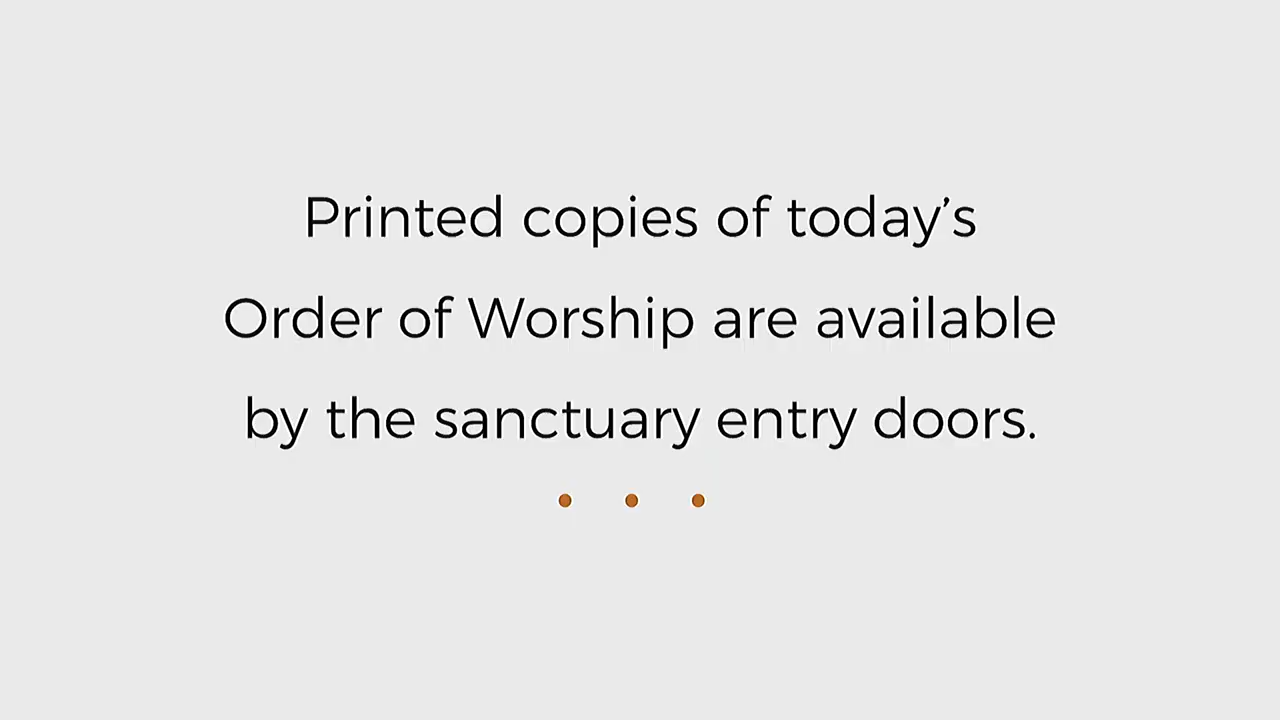 Printed copies of today’s
Order of Worship are available
by the sanctuary entry doors.